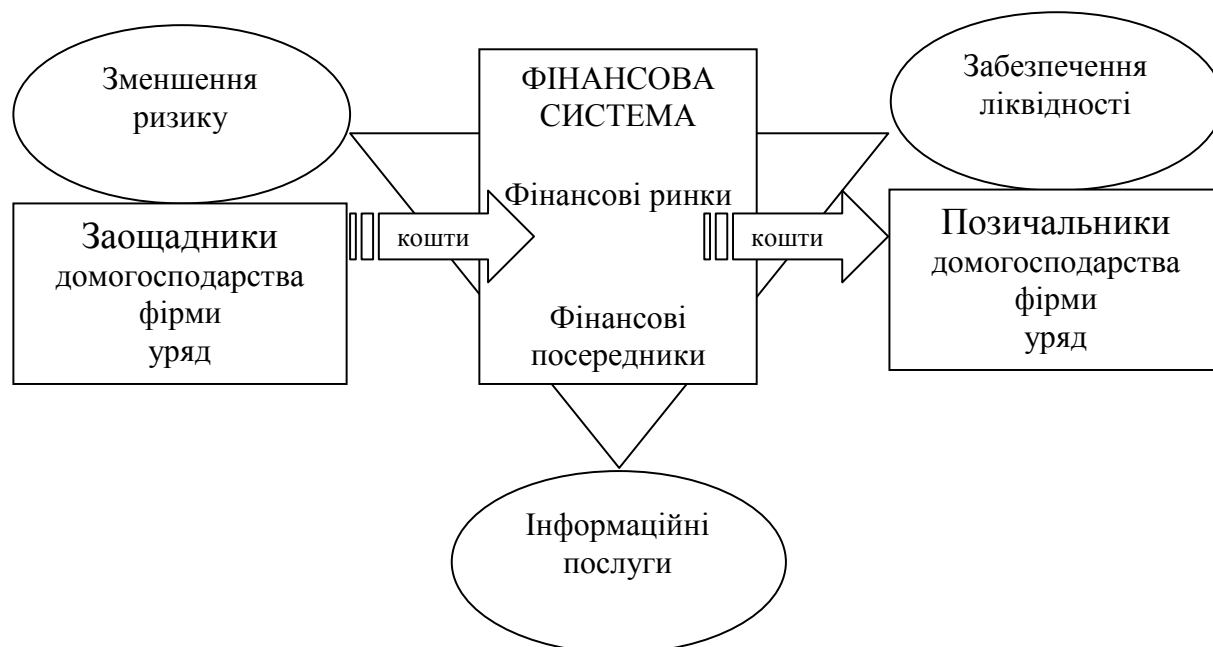 Зменшення
ризику
ФІНАНСОВА
СИСТЕМА
Забезпечення
ліквідності
Заощадники
домогосподарства
фірми
уряд
кошти
Фінансові ринки
Фінансові
посередники
кошти
Позичальники
домогосподарства
фірми
уряд
Інформаційні
послуги